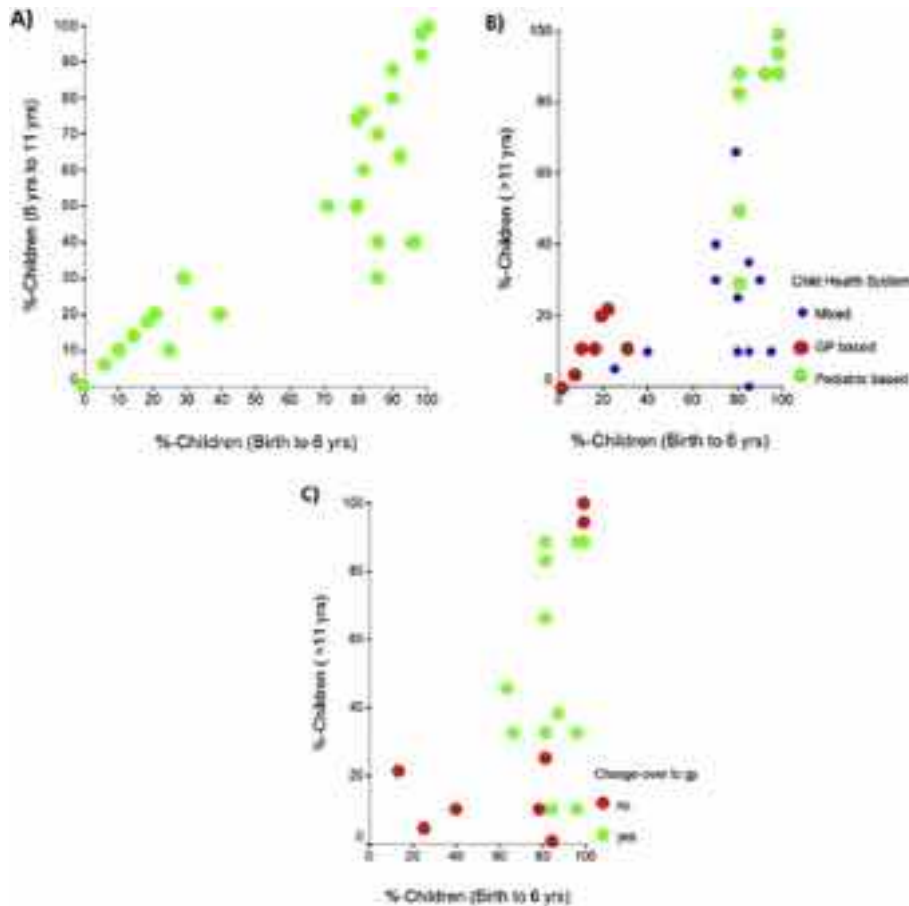 A)
%-Children (6 yrs to 11 yrs)
100
90
80
70
60
50
40
30
20
10
0
0 10 20 30 40 50 60 70 80 90 100
%-Children (Birth to 6 yrs)
B)
%-Children ( >11 yrs)
100
80
60
40
20
0
0 20 40 60 80 100
%-Children (Birth to 6 yrs)
Child Health System
Mixed
GP based
Pediatric based
C)
%-Children ( >11 yrs)
100
80
60
40
20
0
0 20 40 60 80 100
%-Children (Birth to 6 yrs)
Change-over to gp
no
yes